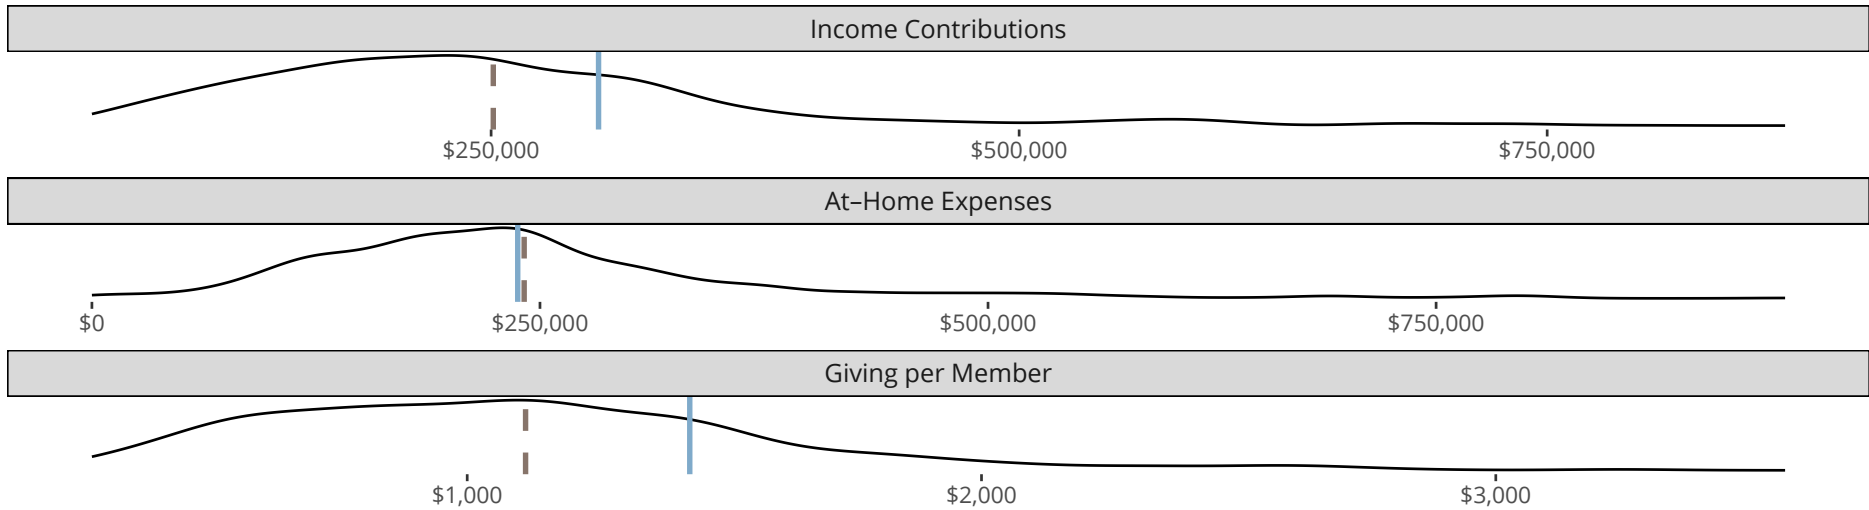 Income Contributions
$250,000 $500,000 $750,000
At–Home Expenses
$0 $250,000 $500,000 $750,000
Giving per Member
$1,000 $2,000 $3,000